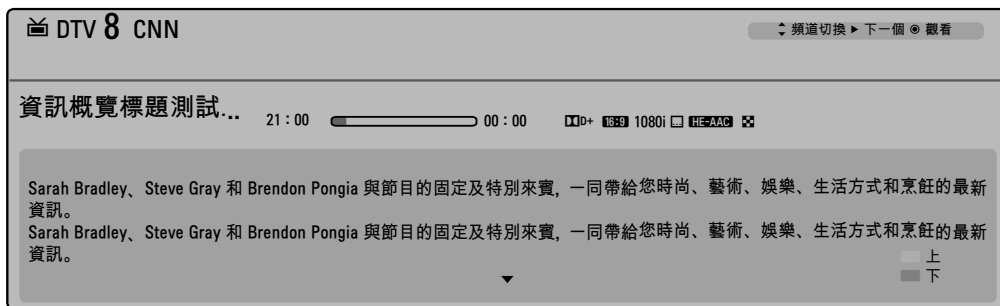 DTV 8 CNN
頻道切換 ▶ 下一個 ◉ 觀看
資訊概覽標題測試...
21：00 00：00 D+ 16:9 1080i HE-AAC
Sarah Bradley、Steve Gray 和 Brendon Pongia 與節目的固定及特別來賓，一同帶給您時尚、藝術、娛樂、生活方式和烹飪的最新
資訊。
Sarah Bradley、Steve Gray 和 Brendon Pongia 與節目的固定及特別來賓，一同帶給您時尚、藝術、娛樂、生活方式和烹飪的最新
資訊。
上
下